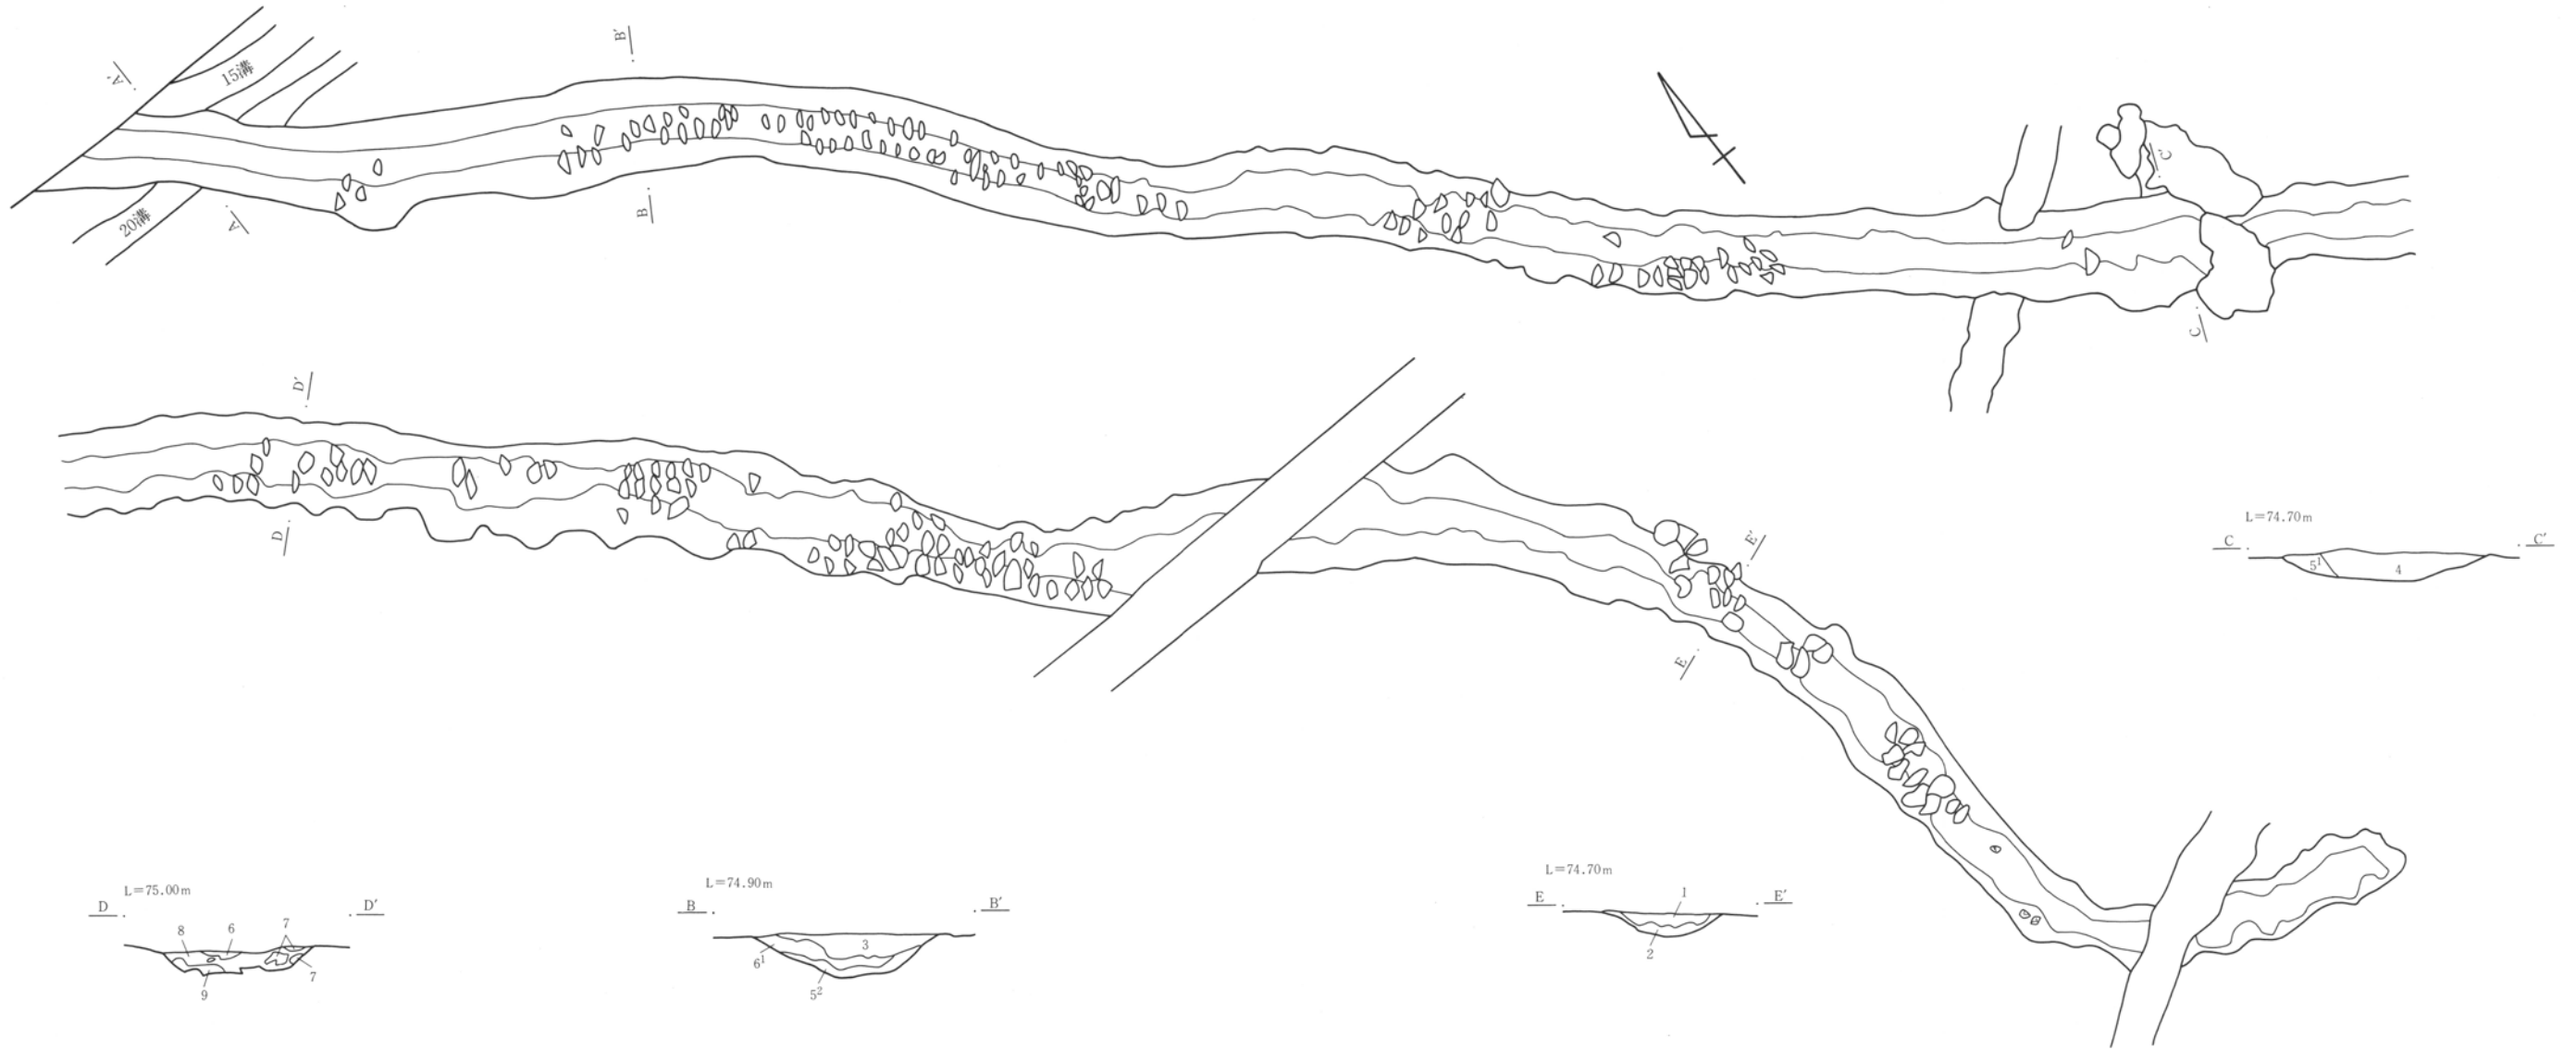 A'
15溝
B'
20溝
A
B
C'
C
D'
D
E'
E
L=74.70m
C
C'
5¹
4
L=75.00m
D
D'
8
6
7
9
7
L=74.90m
B
B'
3
6¹
5²
L=74.70m
E
E'
1
2